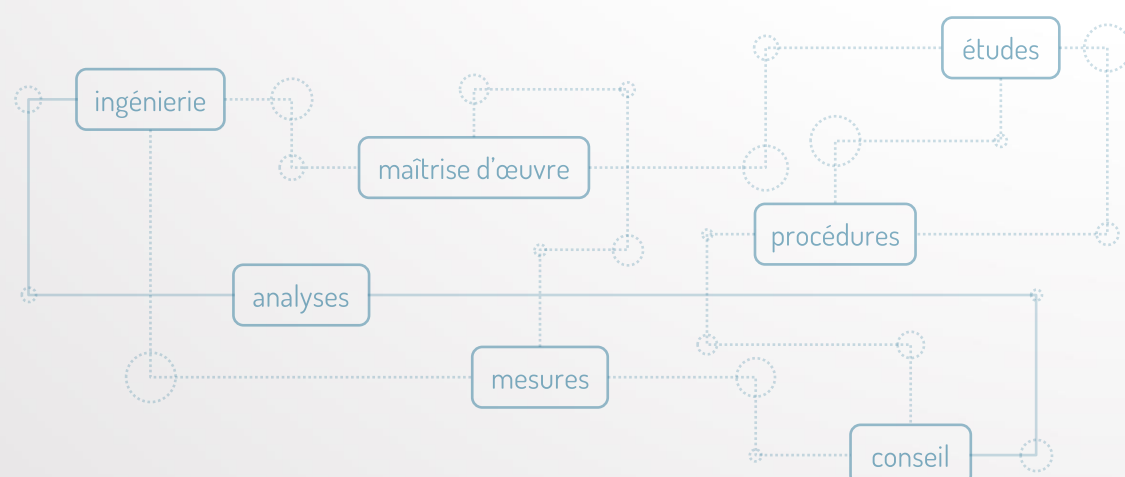 études
ingénierie
maîtrise d'œuvre
procédures
analyses
mesures
conseil